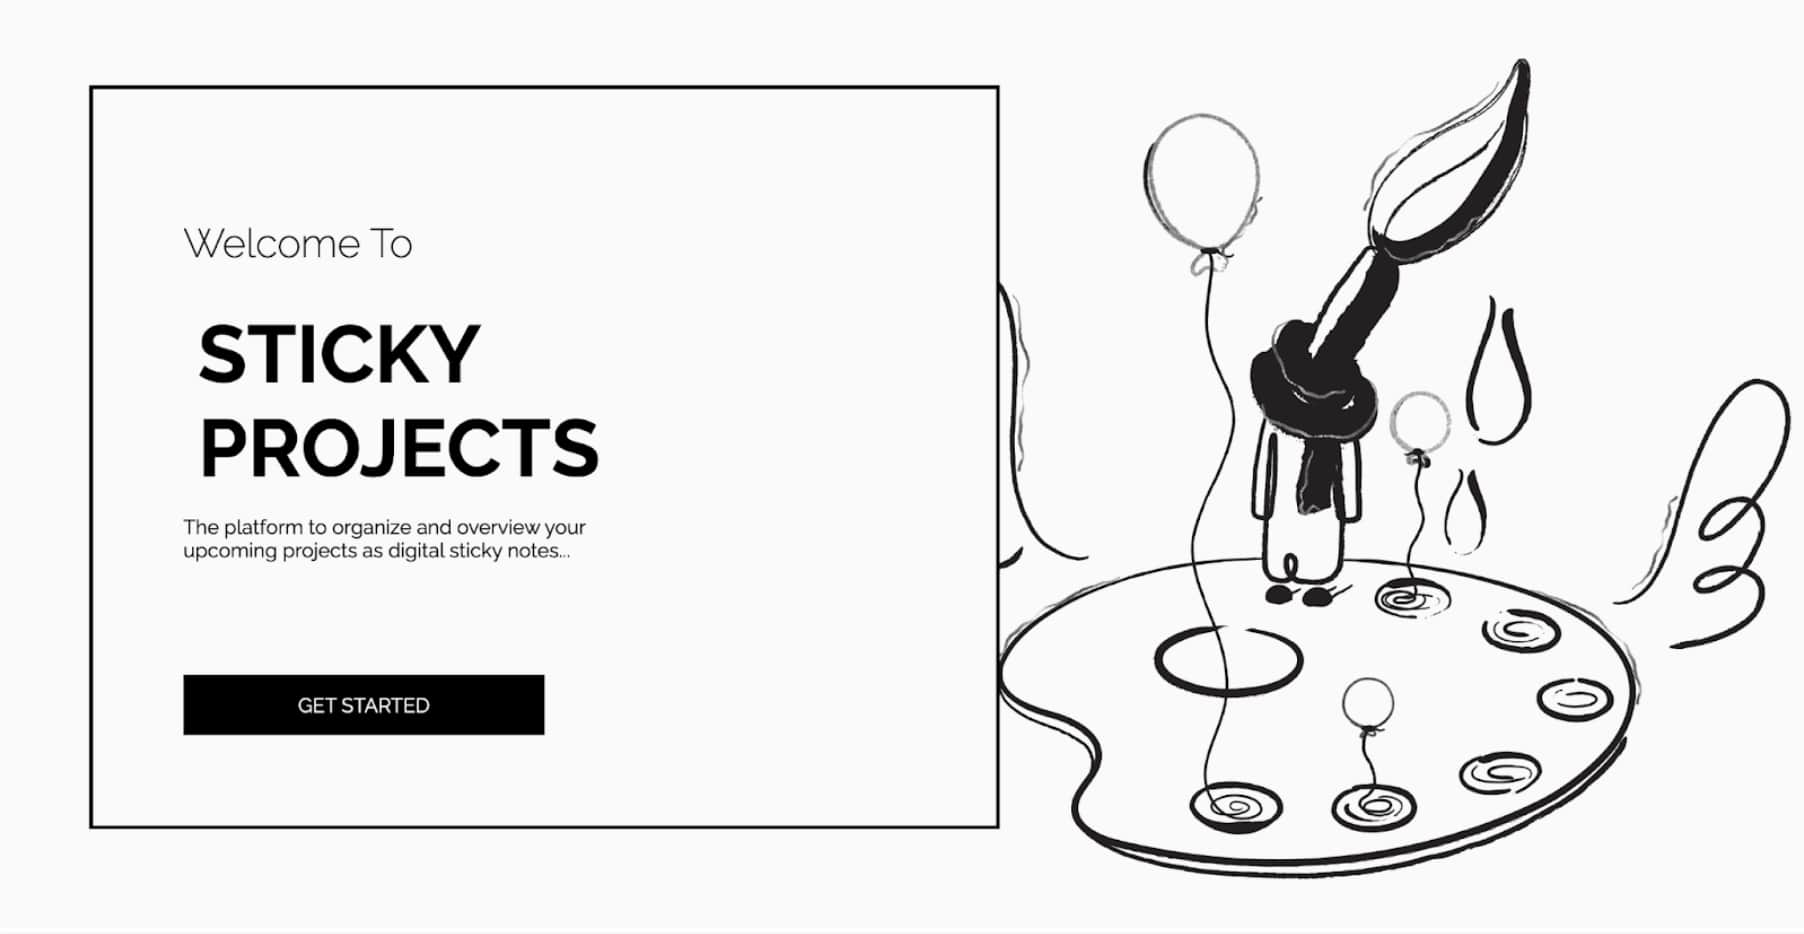 Welcome To
STICKY
PROJECTS
The platform to organize and overview your
upcoming projects as digital sticky notes...
GET STARTED